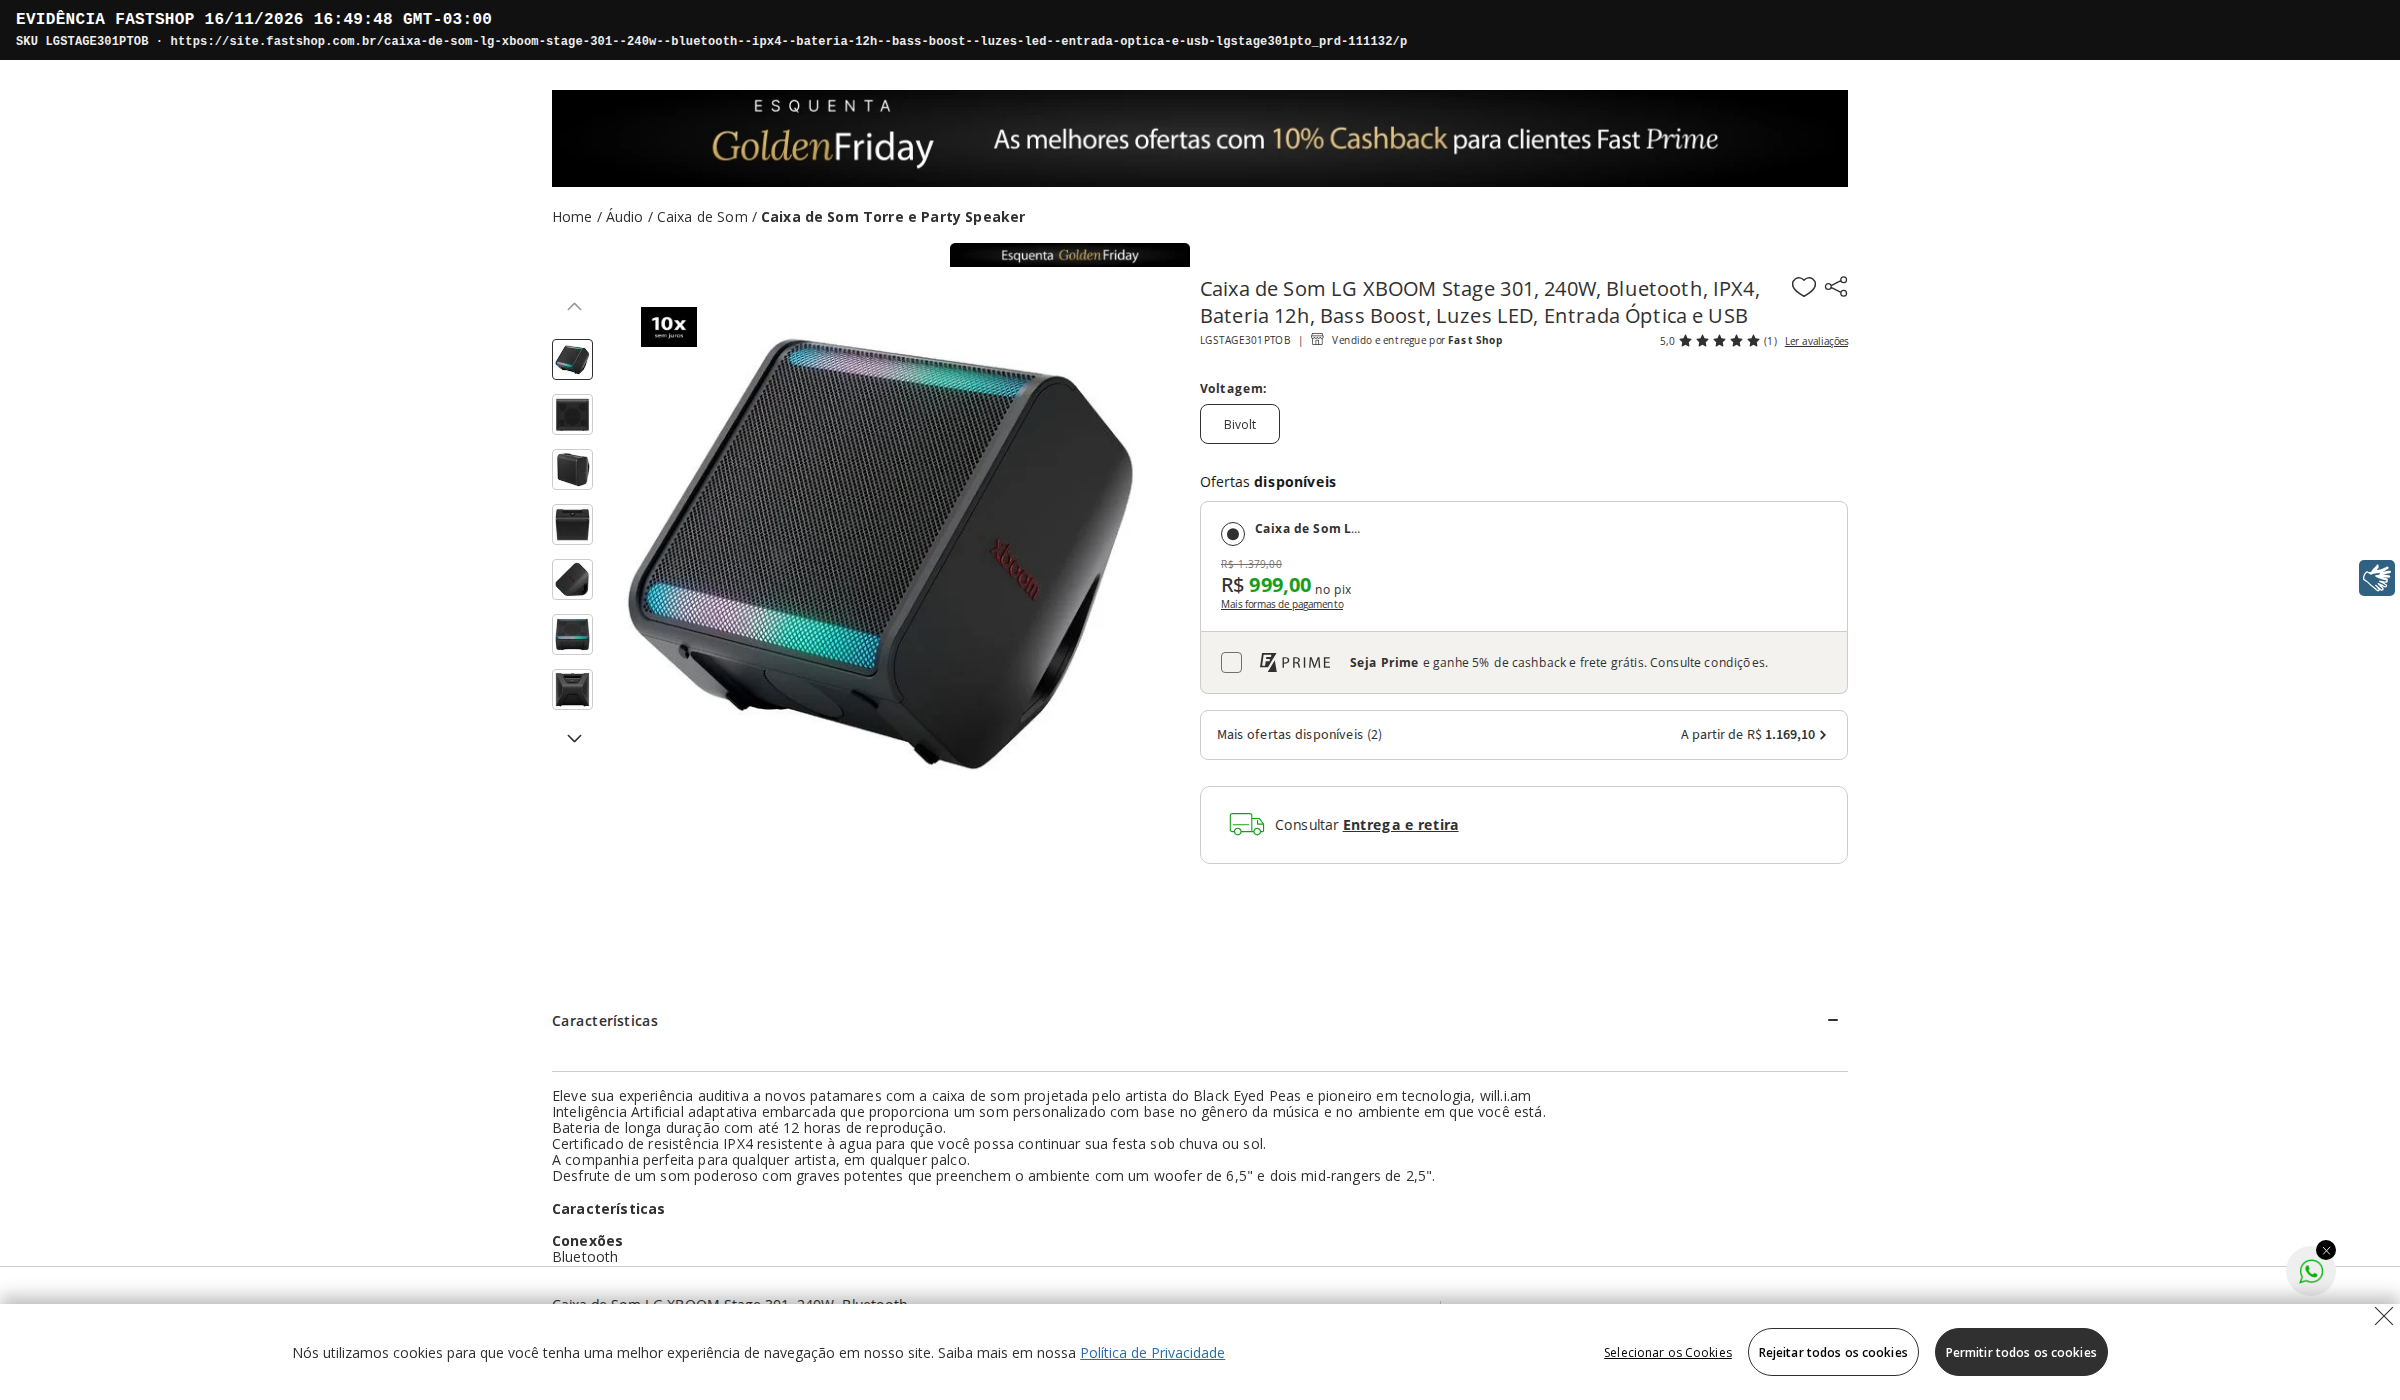 EVIDÊNCIA FASTSHOP 16/11/2026 16:49:48 GMT-03:00
SKU LGSTAGE301PTOB · https://site.fastshop.com.br/caixa-de-som-lg-xboom-stage-301--240w--bluetooth--ipx4--bateria-12h--bass-boost--luzes-led--entrada-optica-e-usb-lgstage301pto_prd-111132/p
ESQUENTA
GoldenFriday
As melhores ofertas com 10% Cashback para clientes Fast Prime
Home / Áudio / Caixa de Som / Caixa de Som Torre e Party Speaker
Esquenta GoldenFriday
10x
sem juros
xboom
Caixa de Som LG XBOOM Stage 301, 240W, Bluetooth, IPX4,
Bateria 12h, Bass Boost, Luzes LED, Entrada Óptica e USB
LGSTAGE301PTOB | Vendido e entregue por Fast Shop
5,0 (1) Ler avaliações
Voltagem:
Bivolt
Ofertas disponíveis
Caixa de Som L...
R$ 1.379,00
R$ 999,00 no pix
Mais formas de pagamento
PRIME Seja Prime e ganhe 5% de cashback e frete grátis. Consulte condições.
Mais ofertas disponíveis (2) A partir de R$ 1.169,10
Consultar Entrega e retira
Características
Eleve sua experiência auditiva a novos patamares com a caixa de som projetada pelo artista do Black Eyed Peas e pioneiro em tecnologia, will.i.am
Inteligência Artificial adaptativa embarcada que proporciona um som personalizado com base no gênero da música e no ambiente em que você está.
Bateria de longa duração com até 12 horas de reprodução.
Certificado de resistência IPX4 resistente à agua para que você possa continuar sua festa sob chuva ou sol.
A companhia perfeita para qualquer artista, em qualquer palco.
Desfrute de um som poderoso com graves potentes que preenchem o ambiente com um woofer de 6,5" e dois mid-rangers de 2,5".
Características
Conexões
Bluetooth
Caixa de Som LG XBOOM Stage 301, 240W, Bluetooth,
Nós utilizamos cookies para que você tenha uma melhor experiência de navegação em nosso site. Saiba mais em nossa Política de Privacidade
Selecionar os Cookies
Rejeitar todos os cookies
Permitir todos os cookies